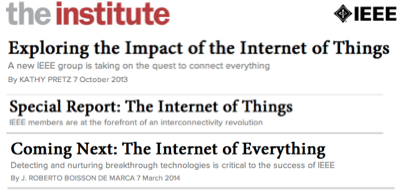 the institute
IEEE
Exploring the Impact of the Internet of Things
A new IEEE group is taking on the quest to connect everything
By KATHY PRETZ 7 October 2013
Special Report: The Internet of Things
IEEE members are at the forefront of an interconnectivity revolution
Coming Next: The Internet of Everything
Detecting and nurturing breakthrough technologies is critical to the success of IEEE
By J. ROBERTO BOISSON DE MARCA 7 March 2014